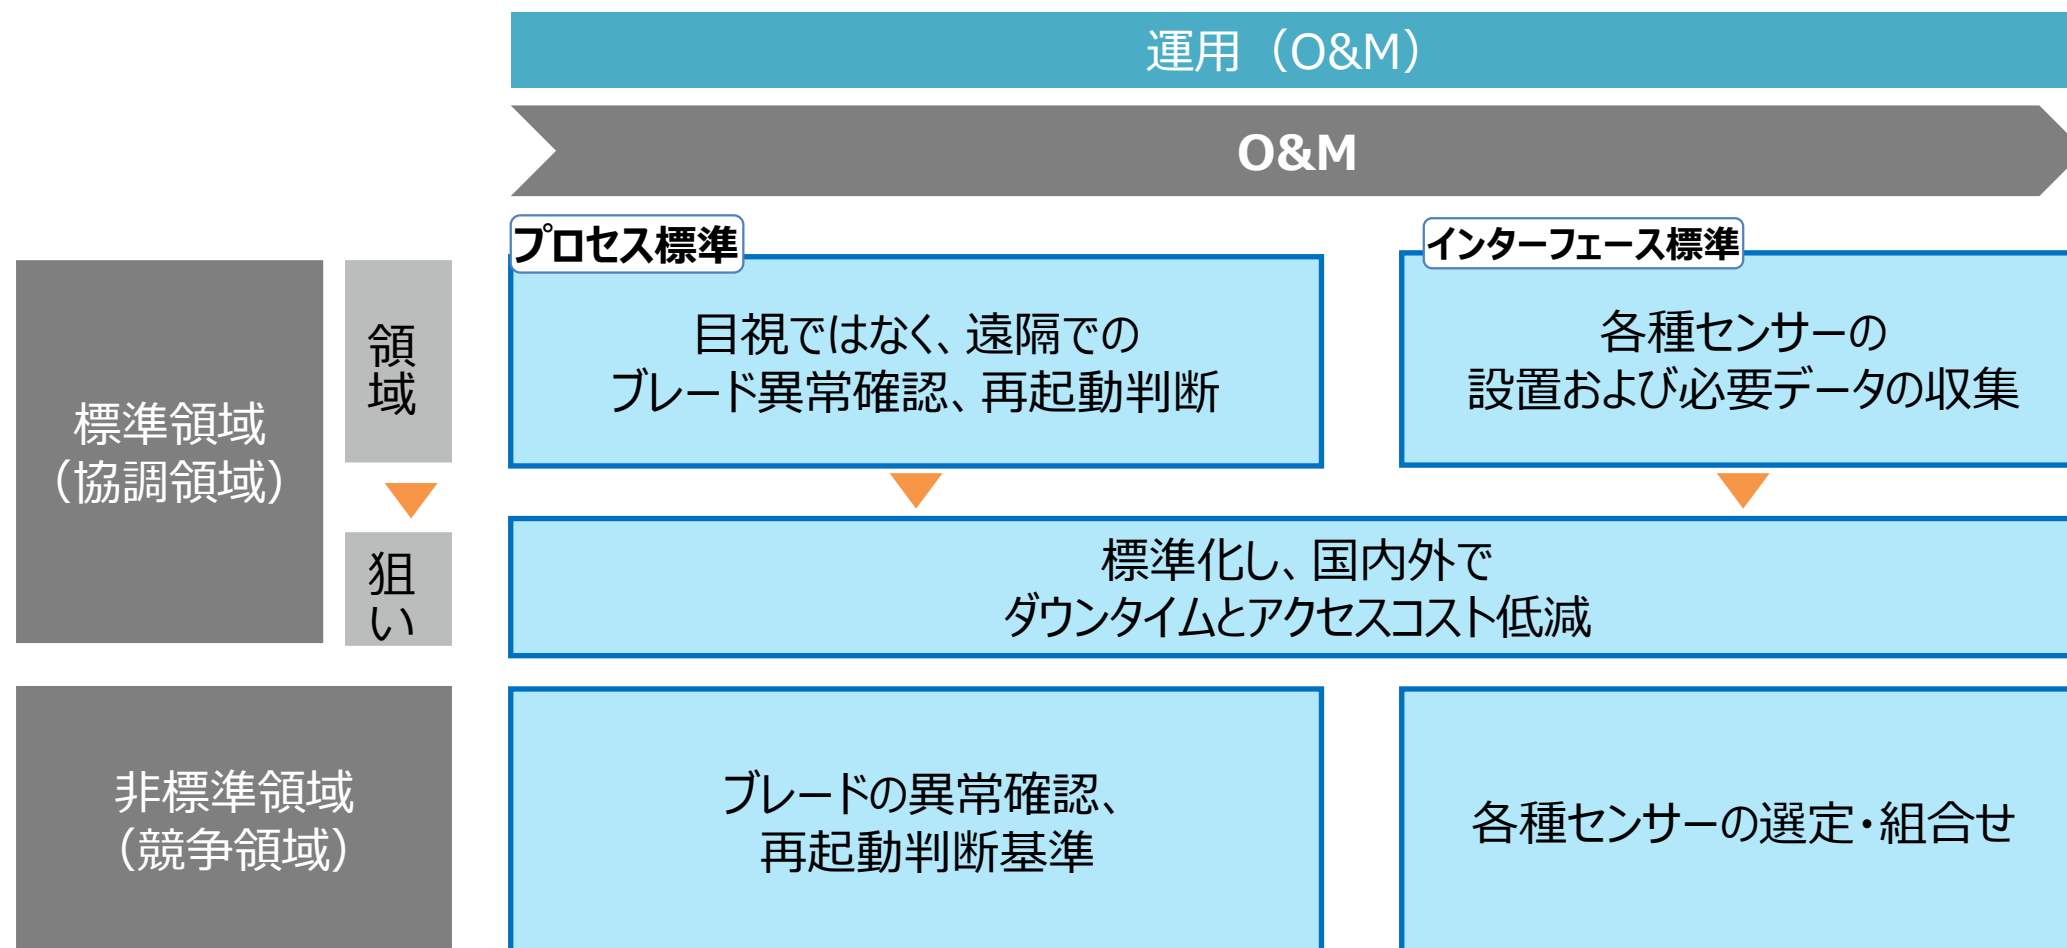 運用（O&M）
O&M
プロセス標準
インターフェース標準
標準領域
（協調領域）
領域
目視ではなく、遠隔での
ブレード異常確認、再起動判断
各種センサーの
設置および必要データの収集
狙い
標準化し、国内外で
ダウンタイムとアクセスコスト低減
非標準領域
（競争領域）
ブレードの異常確認、
再起動判断基準
各種センサーの選定・組合せ